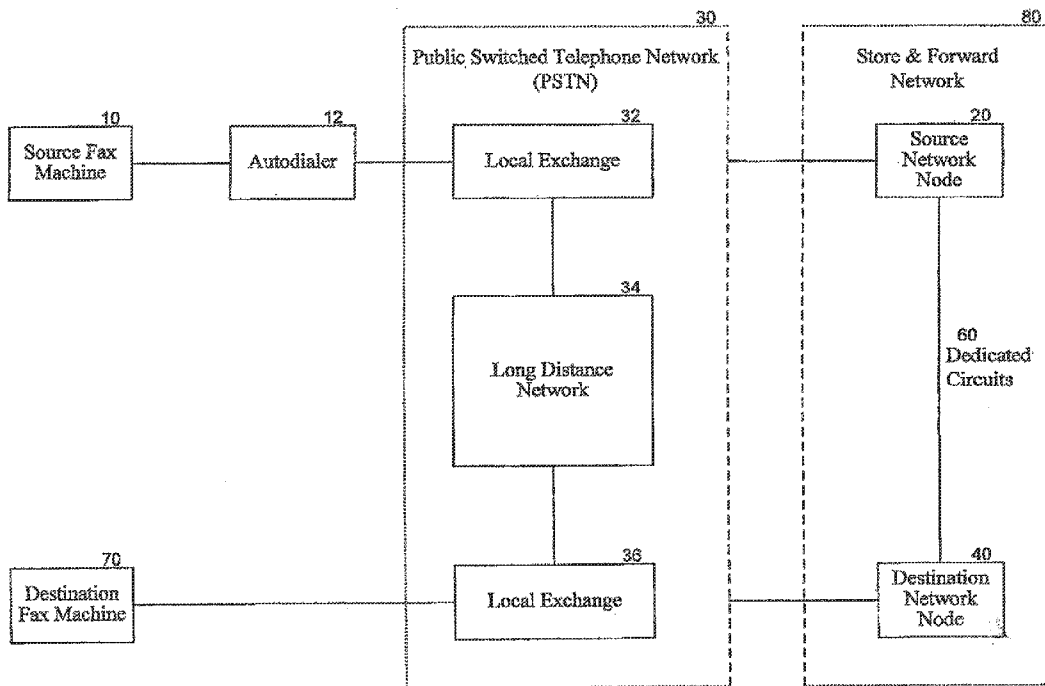 30
80
Public Switched Telephone Network
(PSTN)
Store & Forward
Network
10
Source Fax
Machine
12
Autodialer
32
Local Exchange
20
Source
Network
Node
34
Long Distance
Network
60
Dedicated
Circuits
70
Destination
Fax Machine
36
Local Exchange
40
Destination
Network
Node